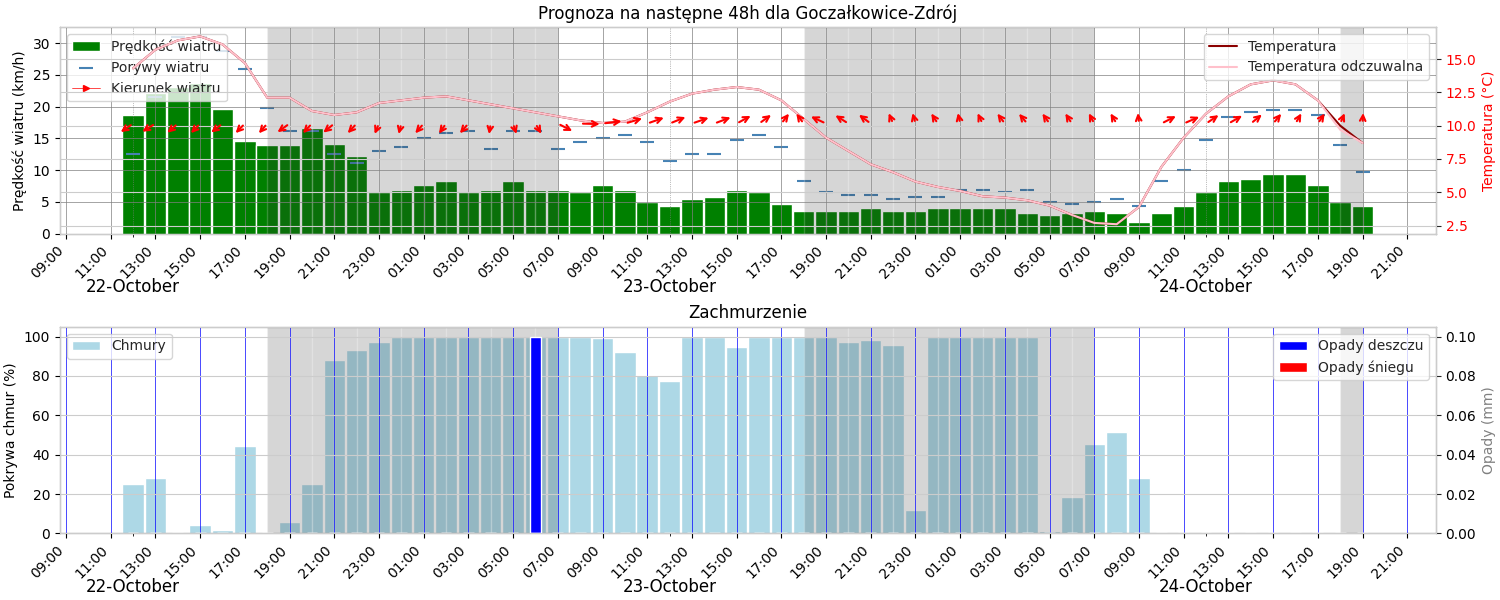 Prognoza na następne 48h dla Goczałkowice-Zdrój
Prędkość wiatru
Porywy wiatru
Kierunek wiatru
Temperatura
Temperatura odczuwalna
Prędkość wiatru (km/h)
30
25
20
15
10
5
0
15.0
12.5
10.0
7.5
5.0
2.5
Temperatura (°C)
09:00 11:00 13:00 15:00 17:00 19:00 21:00 23:00 01:00 03:00 05:00 07:00 09:00 11:00 13:00 15:00 17:00 19:00 21:00 23:00 01:00 03:00 05:00 07:00 09:00 11:00 13:00 15:00 17:00 19:00 21:00
22-October 23-October 24-October
Zachmurzenie
Chmury
Opady deszczu
Opady śniegu
Pokrywa chmur (%)
100
80
60
40
20
0
0.10
0.08
0.06
0.04
0.02
0.00
Opady (mm)
09:00 11:00 13:00 15:00 17:00 19:00 21:00 23:00 01:00 03:00 05:00 07:00 09:00 11:00 13:00 15:00 17:00 19:00 21:00 23:00 01:00 03:00 05:00 07:00 09:00 11:00 13:00 15:00 17:00 19:00 21:00
22-October 23-October 24-October